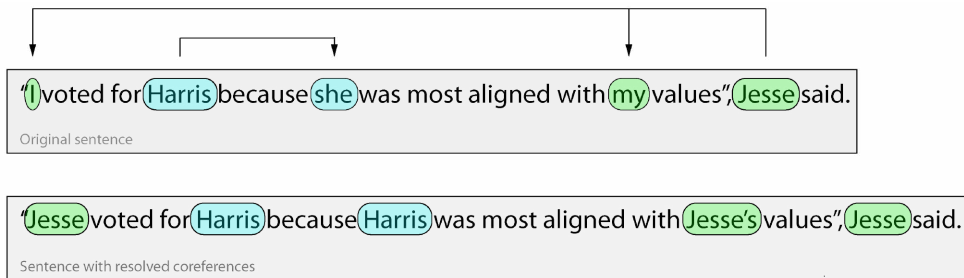 “I voted for Harris because she was most aligned with my values”, Jesse said.
Original sentence
“Jesse voted for Harris because Harris was most aligned with Jesse’s values”, Jesse said.
Sentence with resolved coreferences